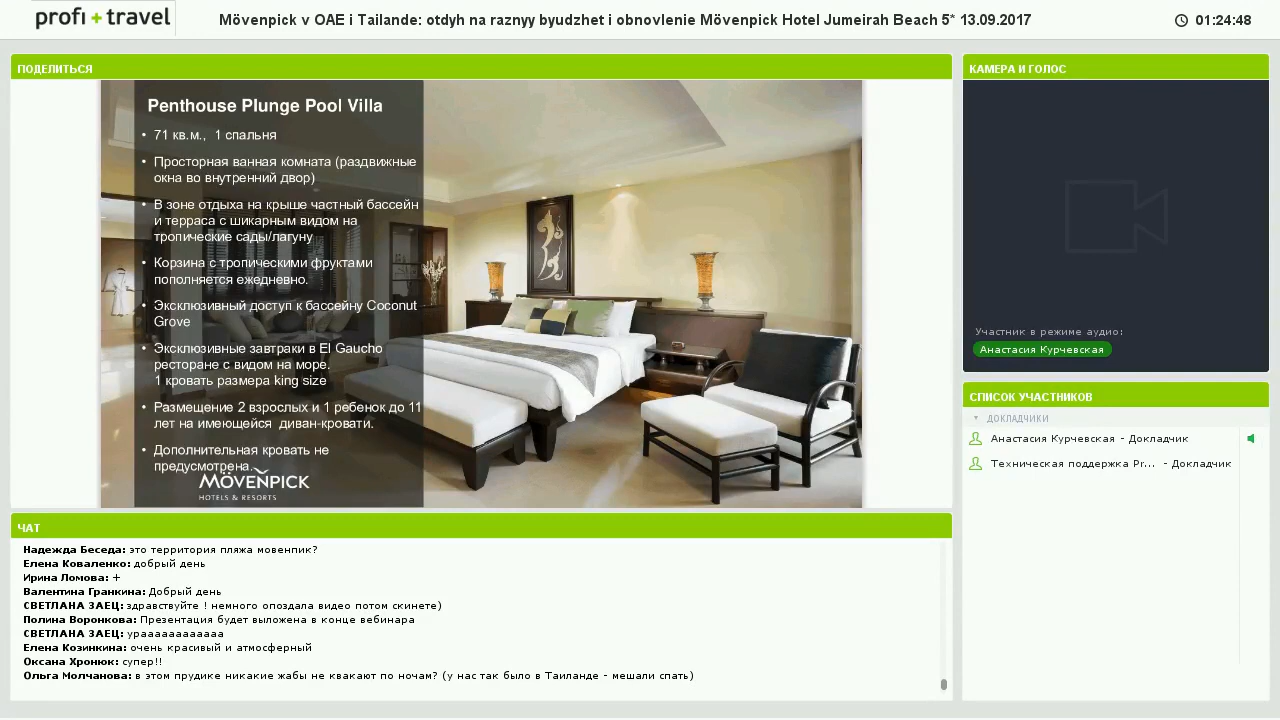 profi + travel
Mövenpick v OAE i Tailande: otdyh na raznyy byudzhet i obnovlenie Mövenpick Hotel Jumeirah Beach 5* 13.09.2017
01:24:48
ПОДЕЛИТЬСЯ
Penthouse Plunge Pool Villa
• 71 кв.м., 1 спальня
• Просторная ванная комната (раздвижные
окна во внутренний двор)
• В зоне отдыха на крыше частный бассейн
и терраса с шикарным видом на
тропические сады/лагуну
• Корзина с тропическими фруктами
пополняется ежедневно.
• Эксклюзивный доступ к бассейну Coconut
Grove
• Эксклюзивные завтраки в El Gaucho
ресторане с видом на море.
1 кровать размера king size
• Размещение 2 взрослых и 1 ребенок до 11
лет на имеющейся диван-кровати.
• Дополнительная кровать не
предусмотрена.
MÖVENPICK
HOTELS & RESORTS
КАМЕРА И ГОЛОС
Участник в режиме аудио:
Анастасия Курчевская
СПИСОК УЧАСТНИКОВ
ДОКЛАДЧИКИ
Анастасия Курчевская - Докладчик
Техническая поддержка Pr... - Докладчик
ЧАТ
Надежда Беседа: это территория пляжа мовенпик?
Елена Коваленко: добрый день
Ирина Ломова: +
Валентина Гранкина: Добрый день
СВЕТЛАНА ЗАЕЦ: здравствуйте ! немного опоздала видео потом скинете)
Полина Воронкова: Презентация будет выложена в конце вебинара
СВЕТЛАНА ЗАЕЦ: ураааааааааааа
Елена Козинкина: очень красивый и атмосферный
Оксана Хронюк: супер!!
Ольга Молчанова: в этом прудике никакие жабы не квакают по ночам? (у нас так было в Таиланде - мешали спать)